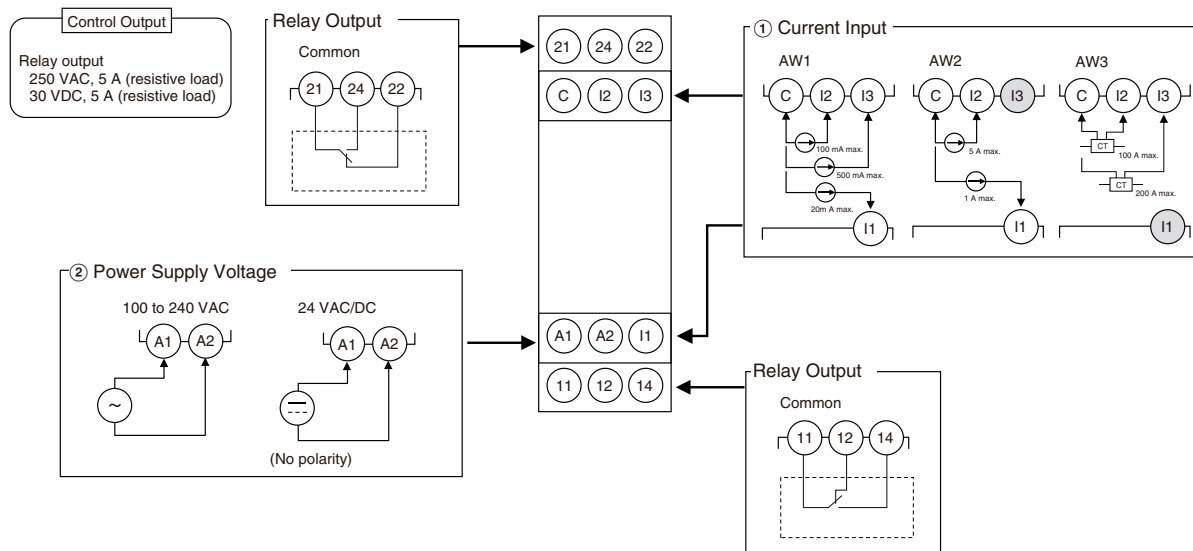 Control Output
Relay output
250 VAC, 5 A (resistive load)
30 VDC, 5 A (resistive load)
Relay Output
Common
21 24 22
21 24 22
C I2 I3
① Current Input
AW1
C I2 I3
100 mA max.
500 mA max.
20m A max.
I1
AW2
C I2 I3
5 A max.
1 A max.
I1
AW3
C I2 I3
CT
100 A max.
CT
200 A max.
I1
② Power Supply Voltage
100 to 240 VAC
A1 A2
~
24 VAC/DC
A1 A2
(No polarity)
A1 A2 I1
11 12 14
Relay Output
Common
11 12 14